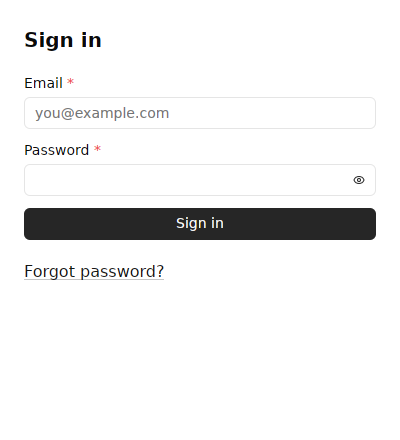 Sign in
Email *
you@example.com
Password *
Sign in
Forgot password?